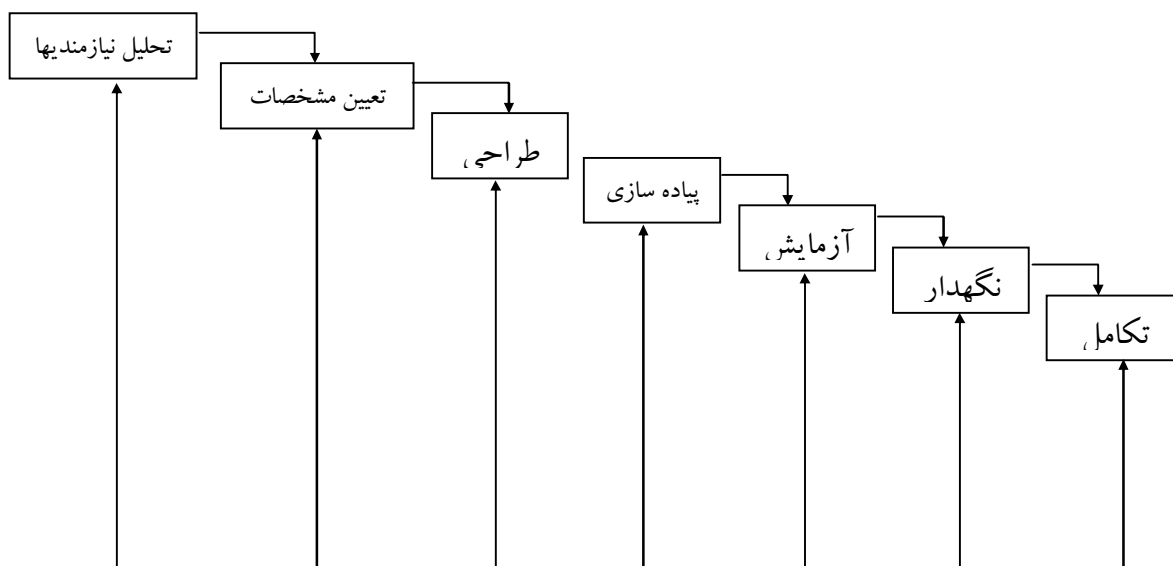 تحلیل نیازمندیها
تعیین مشخصات
طراحی
پیاده سازی
آزمایش
نگهدار
تکامل